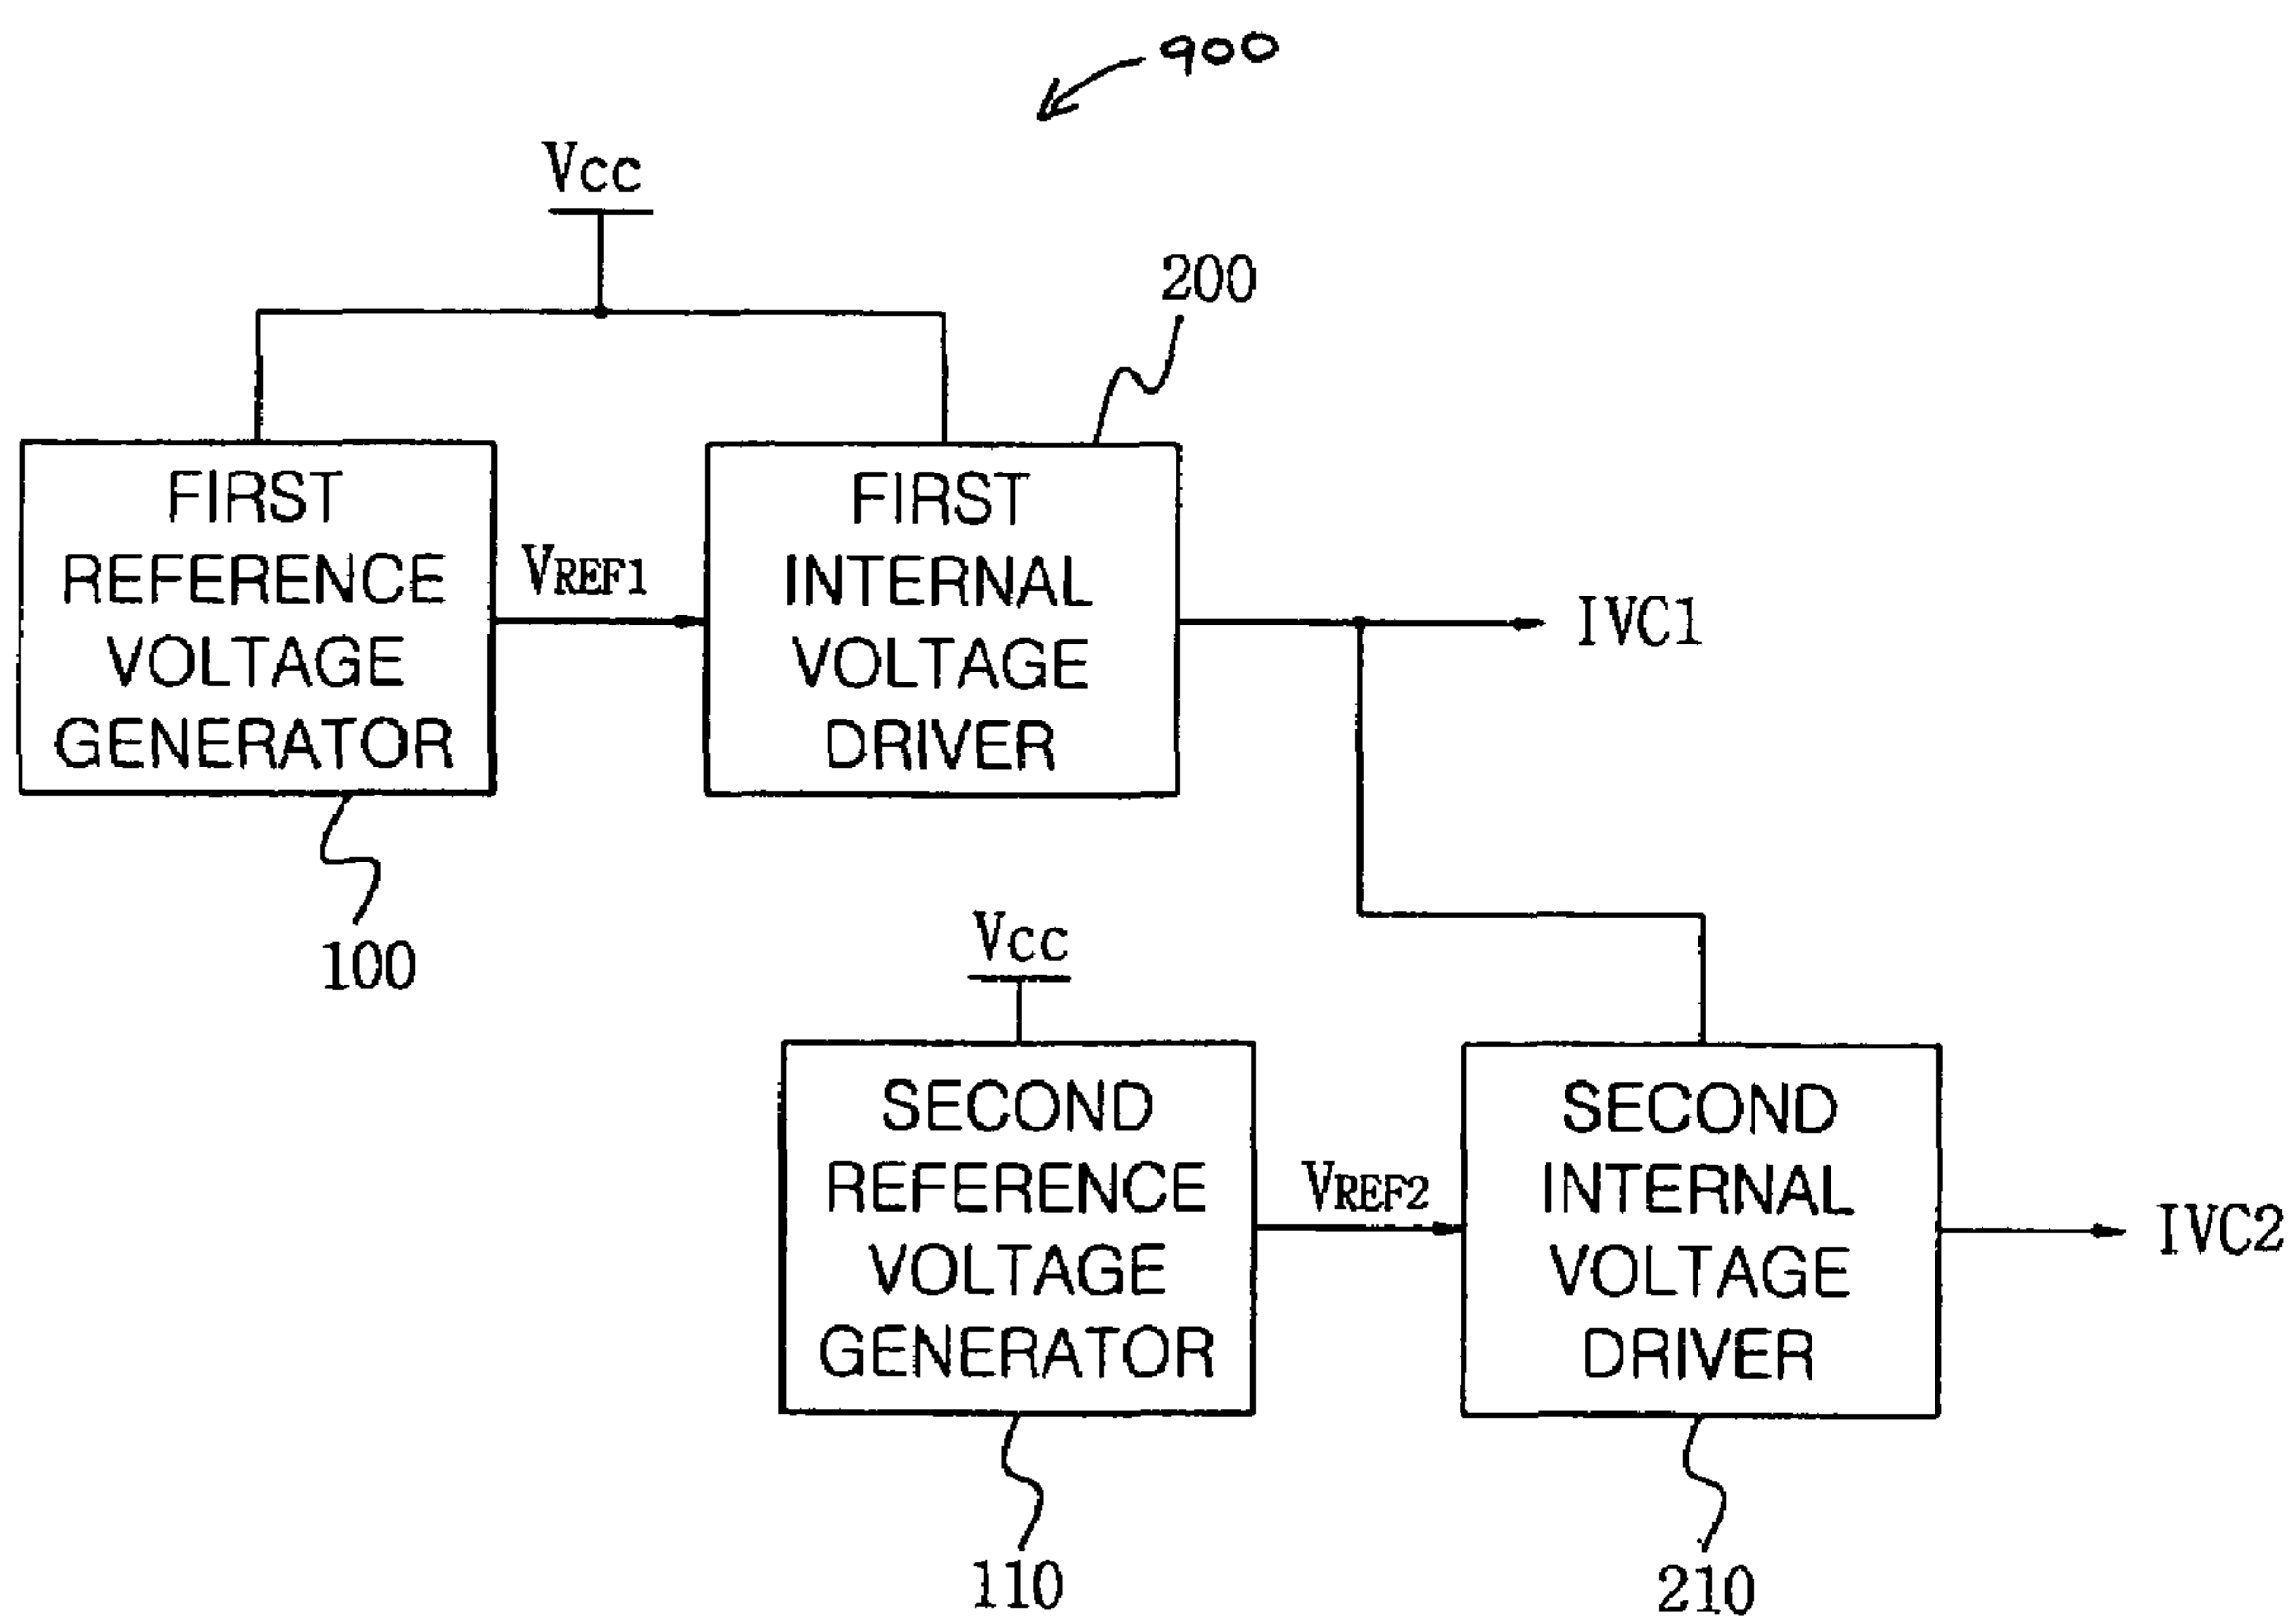 900
Vcc
200
FIRST
REFERENCE
VOLTAGE
GENERATOR
VREF1
FIRST
INTERNAL
VOLTAGE
DRIVER
IVC1
100
Vcc
SECOND
REFERENCE
VOLTAGE
GENERATOR
VREF2
SECOND
INTERNAL
VOLTAGE
DRIVER
IVC2
110
210